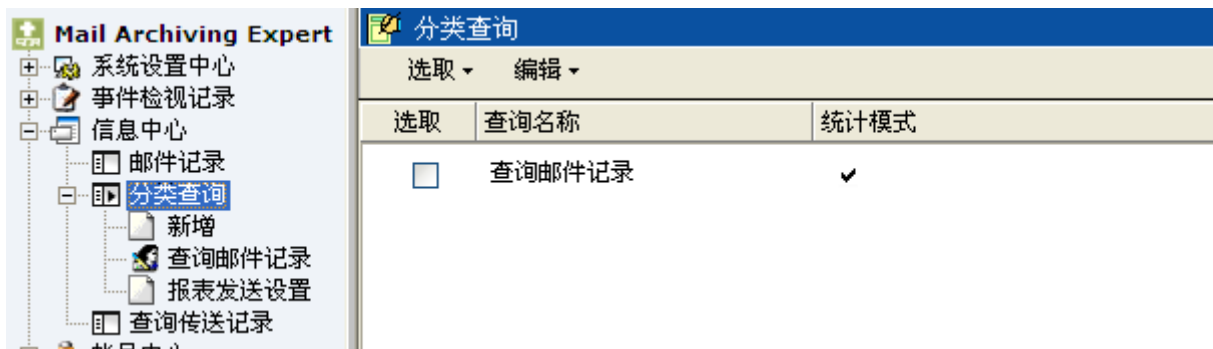 Mail Archiving Expert
系统设置中心
事件检视记录
信息中心
邮件记录
分类查询
新增
查询邮件记录
报表发送设置
查询传送记录
分类查询
选取 编辑
选取 查询名称 统计模式
查询邮件记录